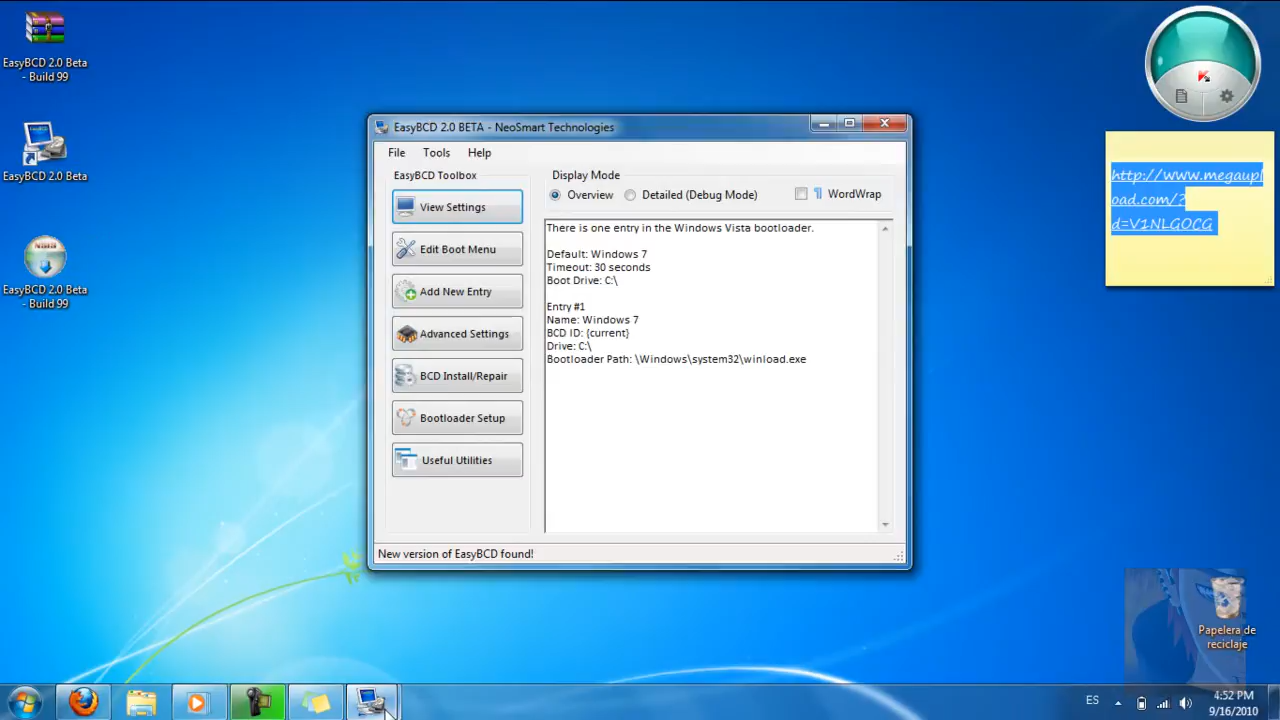 EasyBCD 2.0 Beta
- Build 99
EasyBCD 2.0 Beta
EasyBCD 2.0 Beta
- Build 99
EasyBCD 2.0 BETA - NeoSmart Technologies
File Tools Help
EasyBCD Toolbox
View Settings
Edit Boot Menu
Add New Entry
Advanced Settings
BCD Install/Repair
Bootloader Setup
Useful Utilities
Display Mode
Overview Detailed (Debug Mode) WordWrap
There is one entry in the Windows Vista bootloader.
Default: Windows 7
Timeout: 30 seconds
Boot Drive: C:\
Entry #1
Name: Windows 7
BCD ID: {current}
Drive: C:\
Bootloader Path: \Windows\system32\winload.exe
New version of EasyBCD found!
http://www.megaupl
oad.com/?
d=V1NLGOCG
Papelera de
reciclaje
ES
4:52 PM
9/16/2010